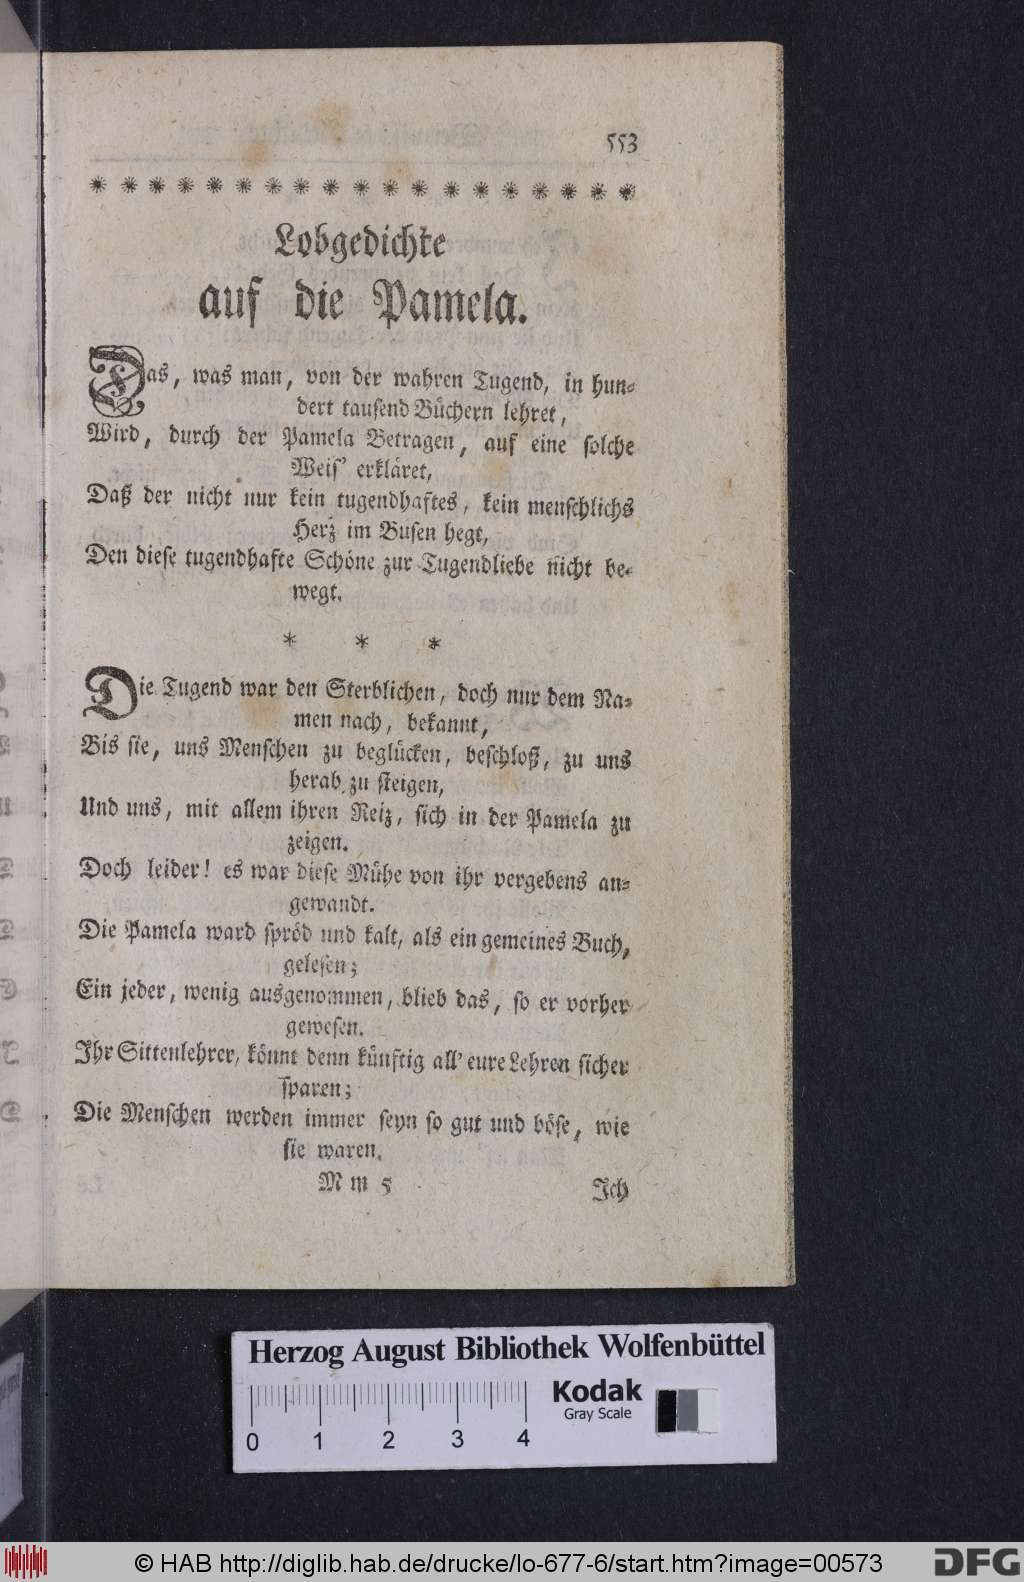 553
* * * * * * * * * * * * * * * * * * *
Lobgedichte
auf die Pamela.
Das, was man, von der wahren Tugend, in hun-
dert tausend Büchern lehret,
Wird, durch der Pamela Betragen, auf eine solche
Weis' erkläret,
Daß der nicht nur kein tugendhaftes, kein menschlichs
Herz im Busen hegt,
Den diese tugendhafte Schöne zur Tugendliebe nicht be-
wegt.
* * *
Die Tugend war den Sterblichen, doch nur dem Na-
men nach, bekannt,
Bis sie, uns Menschen zu beglücken, beschloß, zu uns
herab zu steigen,
Und uns, mit allem ihren Reiz, sich in der Pamela zu
zeigen.
Doch leider! es war diese Mühe von ihr vergebens an-
gewandt.
Die Pamela ward spröd und kalt, als ein gemeines Buch,
gelesen;
Ein jeder, wenig ausgenommen, blieb das, so er vorher
gewesen.
Ihr Sittenlehrer, könnt denn künftig all' eure Lehren sicher
sparen;
Die Menschen werden immer seyn so gut und böse, wie
sie waren.
M m 5
Ich
Herzog August Bibliothek Wolfenbüttel
Kodak
Gray Scale
0 1 2 3 4
© HAB http://diglib.hab.de/drucke/lo-677-6/start.htm?image=00573
DFG